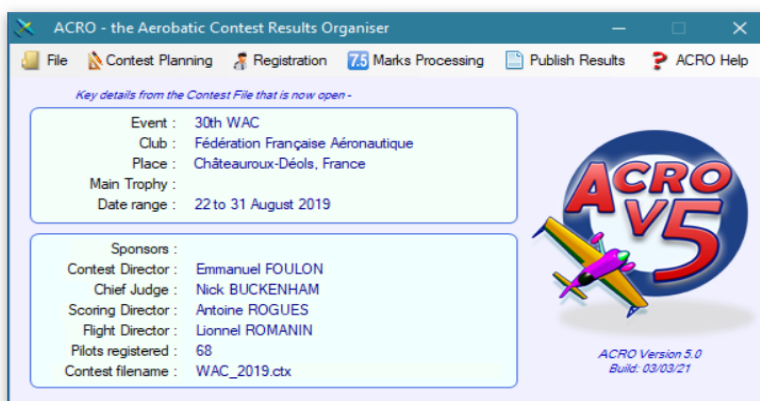 ACRO - the Aerobatic Contest Results Organiser
File Contest Planning Registration 7.5 Marks Processing Publish Results ? ACRO Help
Key details from the Contest File that is now open -
Event : 30th WAC
Club : Fédération Française Aéronautique
Place : Châteauroux-Déols, France
Main Trophy :
Date range : 22 to 31 August 2019
Sponsors :
Contest Director : Emmanuel FOULON
Chief Judge : Nick BUCKENHAM
Scoring Director : Antoine ROGUES
Flight Director : Lionnel ROMANIN
Pilots registered : 68
Contest filename : WAC_2019.ctx
ACRO
V5
ACRO Version 5.0
Build: 03/03/21